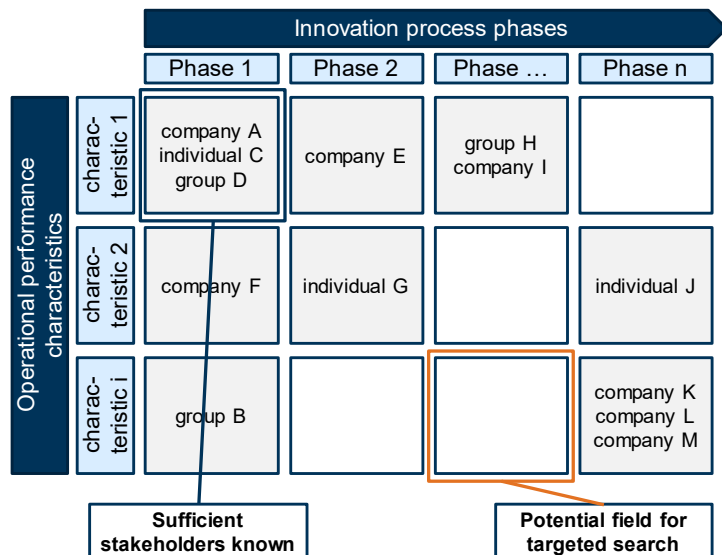 Innovation process phases
Phase 1
Phase 2
Phase …
Phase n
Operational performance
characteristics
charac-
teristic 1
company A
individual C
group D
company E
group H
company I
charac-
teristic 2
company F
individual G
individual J
charac-
teristic i
group B
company K
company L
company M
Sufficient
stakeholders known
Potential field for
targeted search